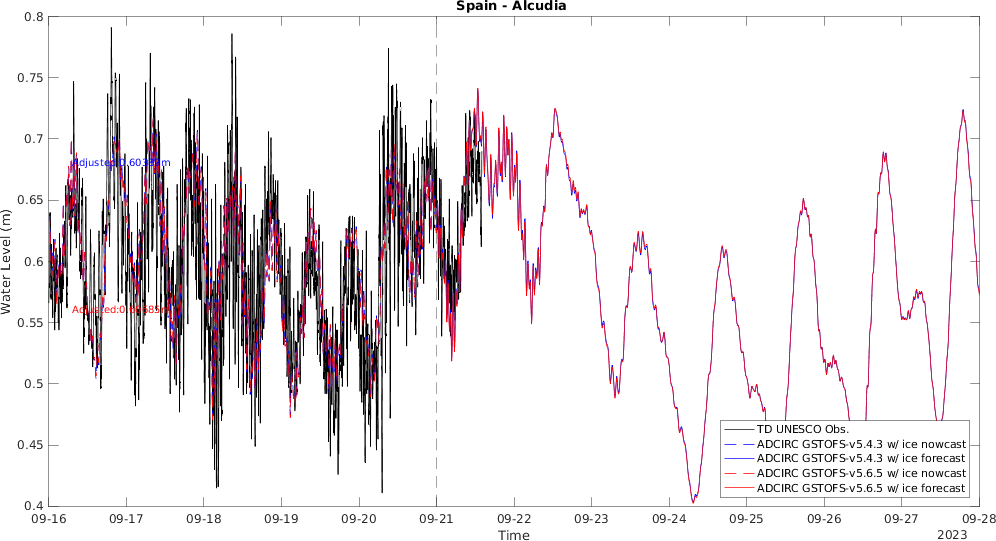 Spain - Alcudia
Water Level (m)
0.8
0.75
0.7
0.65
0.6
0.55
0.5
0.45
0.4
TD UNESCO Obs.
ADCIRC GSTOFS-v5.4.3 w/ ice nowcast
ADCIRC GSTOFS-v5.4.3 w/ ice forecast
ADCIRC GSTOFS-v5.6.5 w/ ice nowcast
ADCIRC GSTOFS-v5.6.5 w/ ice forecast
09-16 09-17 09-18 09-19 09-20 09-21 09-22 09-23 09-24 09-25 09-26 09-27 09-28
Time
2023